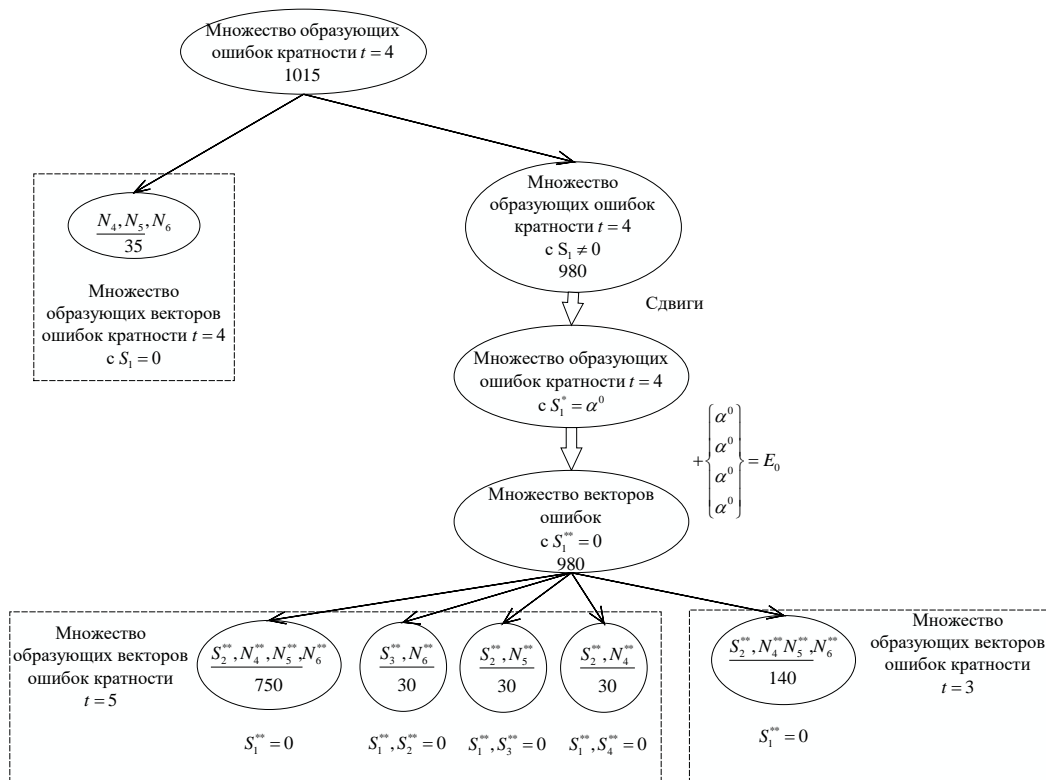 Множество образующих
ошибок кратности t = 4
1015
N₄, N₅, N₆
35
Множество
образующих векторов
ошибок кратности t = 4
с S₁ = 0
Множество
образующих ошибок
кратности t = 4
с S₁ ≠ 0
980
Сдвиги
Множество образующих
ошибок кратности t = 4
с S₁* = α⁰
+{α⁰
α⁰
α⁰
α⁰} = E₀
Множество векторов
ошибок
с S₁** = 0
980
Множество
образующих векторов
ошибок кратности
t = 5
S₂**, N₄**, N₅**, N₆**
750
S₁** = 0
S₃**, N₆**
30
S₁**, S₂** = 0
S₂**, N₅**
30
S₁**, S₃** = 0
S₂**, N₄**
30
S₁**, S₄** = 0
S₂**, N₄** N₅**, N₆**
140
S₁** = 0
Множество
образующих векторов
ошибок кратности
t = 3